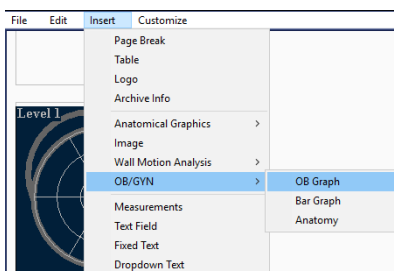 File Edit Insert Customize
Page Break
Table
Logo
Archive Info
Level 1
Anatomical Graphics >
Image
Wall Motion Analysis >
OB/GYN > OB Graph
Measurements Bar Graph
Text Field Anatomy
Fixed Text
Dropdown Text